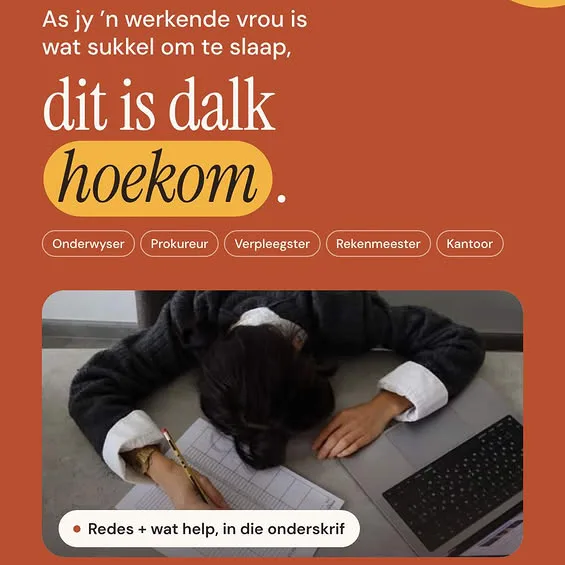 As jy ’n werkende vrou is
wat sukkel om te slaap,
dit is dalk
hoekom.
Onderwyser Prokureur Verpleegster Rekenmeester Kantoor
Redes + wat help, in die onderskrif